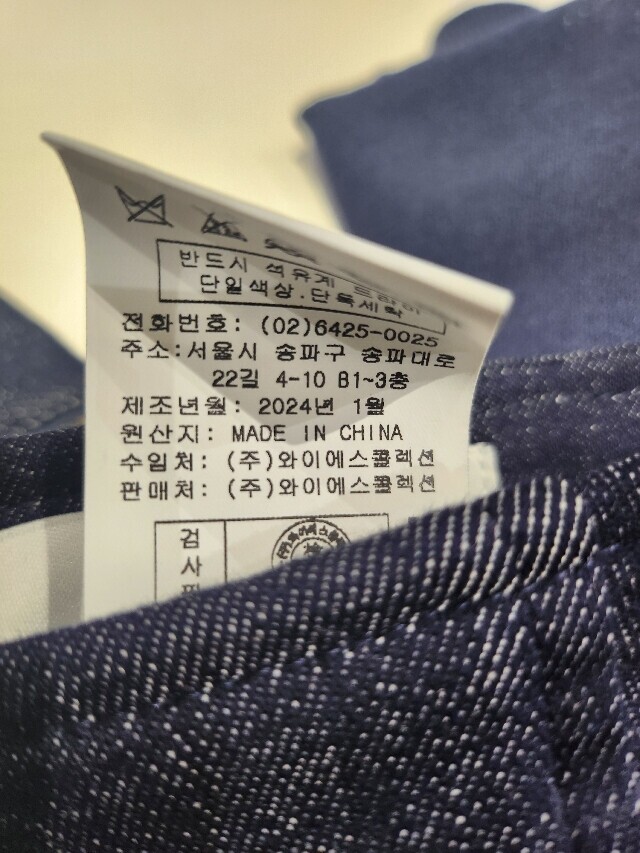 반드시 석유계
단일색상.단독세탁
전화번호: (02)6425-0025
주소:서울시 송파구 송파대로
22길 4-10 B1~3층
제조년월: 2024년 1월
원산지: MADE IN CHINA
수입처: (주)와이에스콜렉션
판매처: (주)와이에스콜렉션
검
사